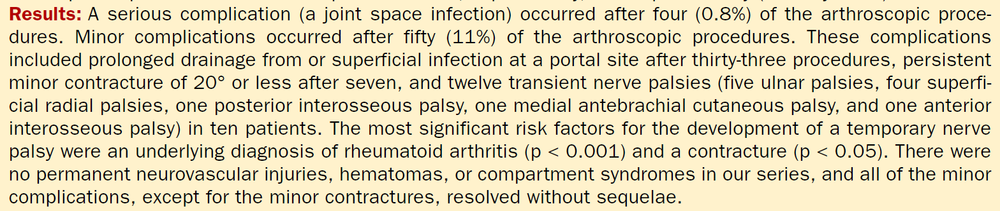 Results: A serious complication (a joint space infection) occurred after four (0.8%) of the arthroscopic proce-
dures. Minor complications occurred after fifty (11%) of the arthroscopic procedures. These complications
included prolonged drainage from or superficial infection at a portal site after thirty-three procedures, persistent
minor contracture of 20° or less after seven, and twelve transient nerve palsies (five ulnar palsies, four superfi-
cial radial palsies, one posterior interosseous palsy, one medial antebrachial cutaneous palsy, and one anterior
interosseous palsy) in ten patients. The most significant risk factors for the development of a temporary nerve
palsy were an underlying diagnosis of rheumatoid arthritis (p < 0.001) and a contracture (p < 0.05). There were
no permanent neurovascular injuries, hematomas, or compartment syndromes in our series, and all of the minor
complications, except for the minor contractures, resolved without sequelae.